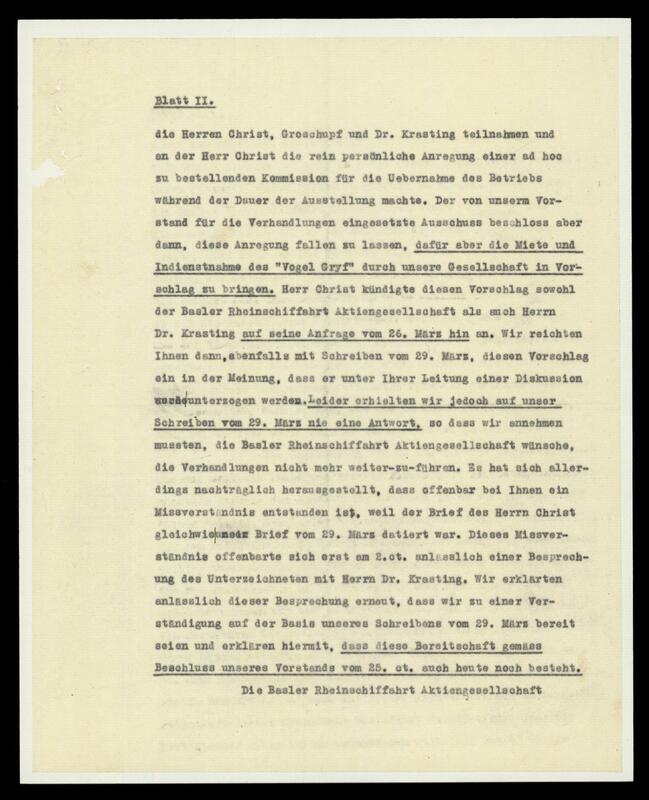 Blatt II.
die Herren Christ, Groschupf und Dr. Krasting teilnahmen und
an der Herr Christ die rein persönliche Anregung einer ad hoc
zu bestellenden Kommission für die Uebernahme des Betriebs
während der Dauer der Ausstellung machte. Der von unserm Vor-
stand für die Verhandlungen eingesetzte Ausschuss beschloss aber
dann, diese Anregung fallen zu lassen, dafür aber die Miete und
Indienstnahme des "Vogel Gryf" durch unsere Gesellschaft in Vor-
schlag zu bringen. Herr Christ kündigte diesen Vorschlag sowohl
der Basler Rheinschiffahrt Aktiengesellschaft als auch Herrn
Dr. Krasting auf seine Anfrage vom 26. März hin an. Wir reichten
Ihnen dann, ebenfalls mit Schreiben vom 29. März, diesen Vorschlag
ein in der Meinung, dass er unter Ihrer Leitung einer Diskussion
unterzogen werden. Leider erhielten wir jedoch auf unser
Schreiben vom 29. März nie eine Antwort, so dass wir annehmen
mussten, die Basler Rheinschiffahrt Aktiengesellschaft wünsche,
die Verhandlungen nicht mehr weiter-zu-führen. Es hat sich aller-
dings nachträglich herausgestellt, dass offenbar bei Ihnen ein
Missverständnis entstanden ist, weil der Brief des Herrn Christ
gleichwie unser Brief vom 29. März datiert war. Dieses Missver-
ständnis offenbarte sich erst am 2.ct. anlässlich einer Besprech-
ung des Unterzeichneten mit Herrn Dr. Krasting. Wir erklärten
anlässlich dieser Besprechung erneut, dass wir zu einer Ver-
ständigung auf der Basis unseres Schreibens vom 29. März bereit
seien und erklären hiermit, dass diese Bereitschaft gemäss
Beschluss unseres Vorstands vom 25. ct. auch heute noch besteht.
Die Basler Rheinschiffahrt Aktiengesellschaft